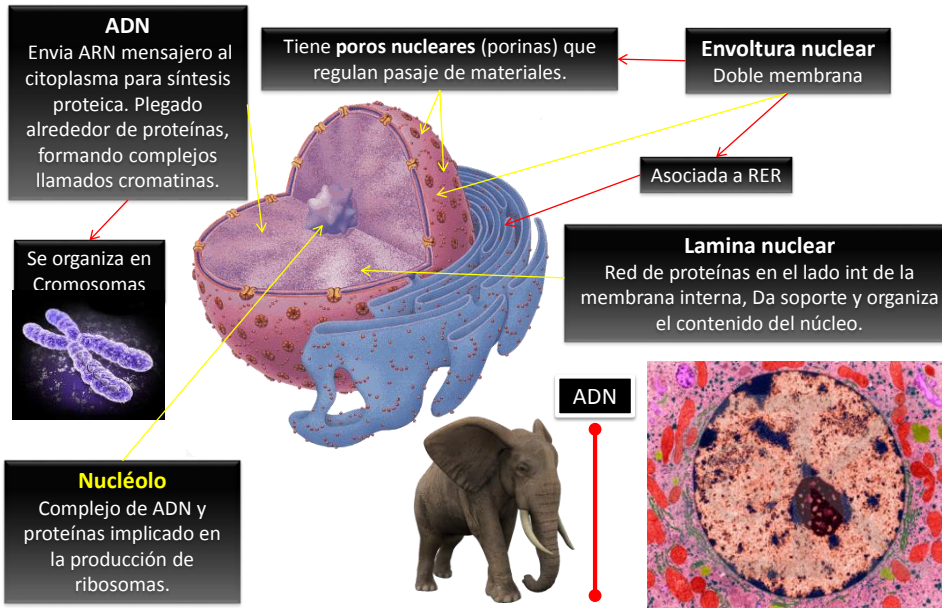 ADN
Envia ARN mensajero al
citoplasma para síntesis
proteica. Plegado
alrededor de proteínas,
formando complejos
llamados cromatinas.
Tiene poros nucleares (porinas) que
regulan pasaje de materiales.
Envoltura nuclear
Doble membrana
Asociada a RER
Se organiza en
Cromosomas
Lamina nuclear
Red de proteínas en el lado int de la
membrana interna, Da soporte y organiza
el contenido del núcleo.
ADN
Nucléolo
Complejo de ADN y
proteínas implicado en
la producción de
ribosomas.